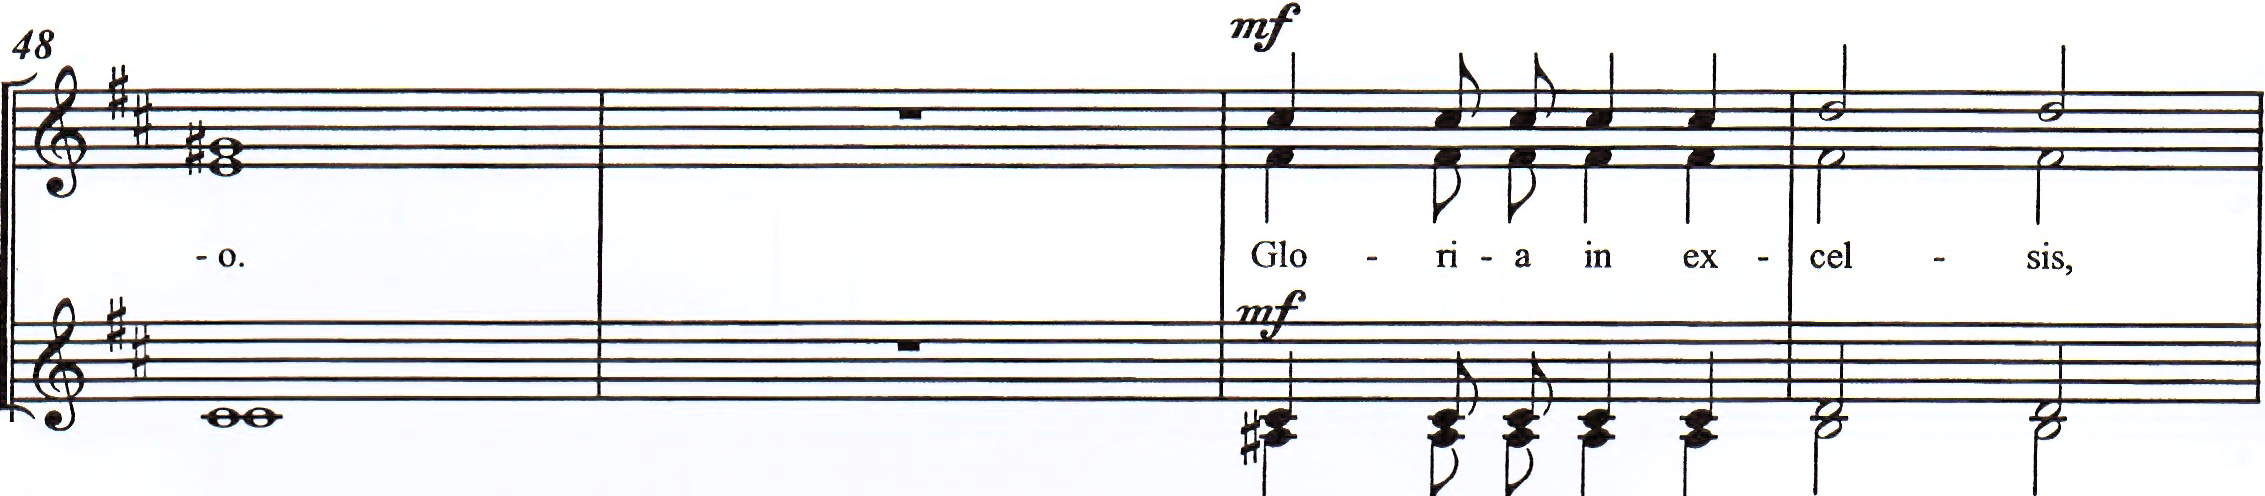 48
mf
- o. Glo - ri - a in ex - cel - sis,
mf